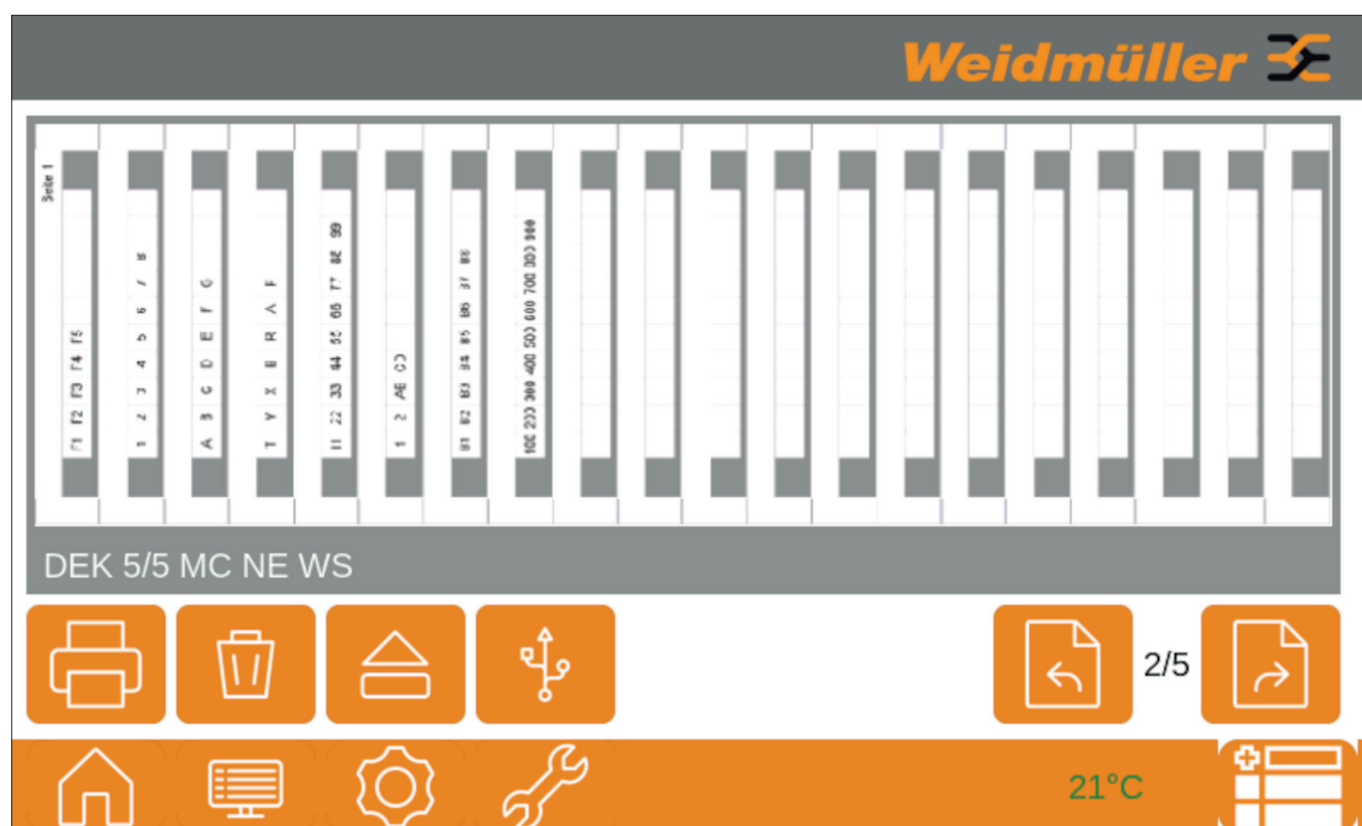 Weidmüller
Seite 1
F1 F2 F3 F4 F5
1 2 3 4 5 6 7 8
A B C D E F G
T Y X B R A F
11 22 33 44 55 66 77 88 99
1 2 AB CD
B1 B2 B3 B4 B5 B6 B7 B8
100 200 300 400 500 600 700 800 900
DEK 5/5 MC NE WS
2/5
21°C